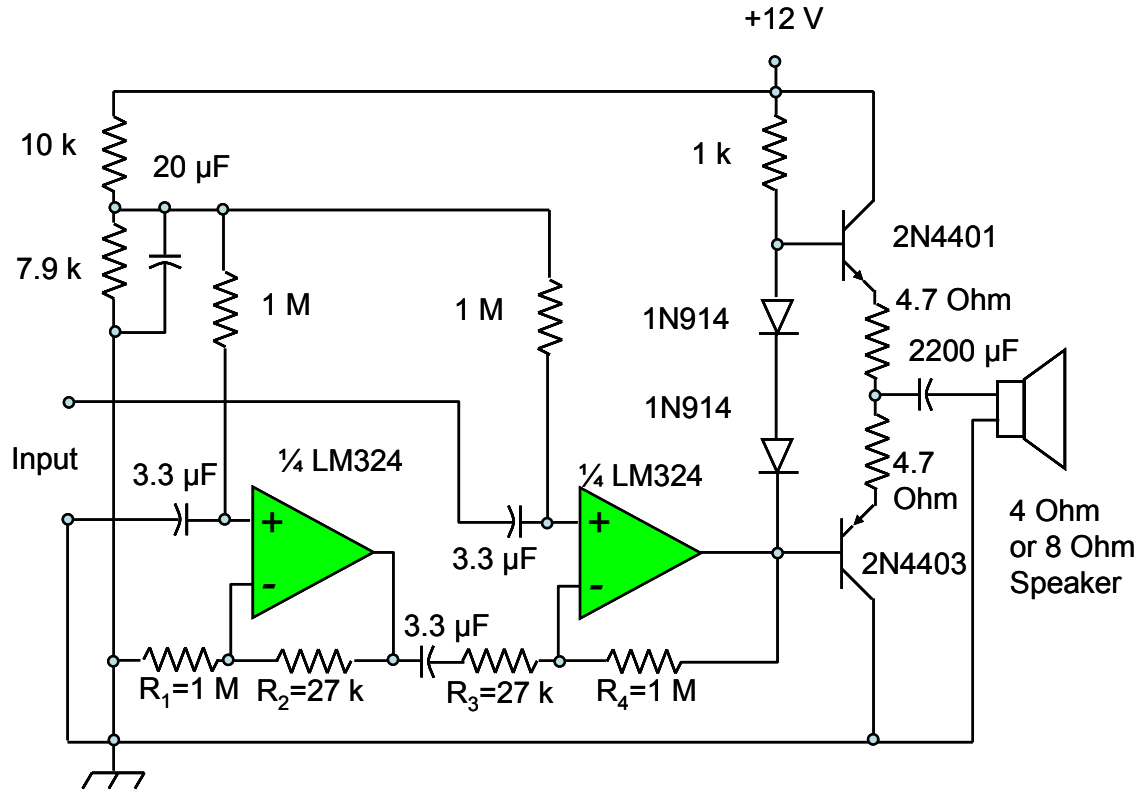 +12 V
10 k
20 µF
1 k
2N4401
7.9 k
1 M
1 M
1N914
4.7 Ohm
2200 µF
1N914
Input
3.3 µF
¼ LM324
¼ LM324
4.7
Ohm
4 Ohm
or 8 Ohm
Speaker
+
+
3.3 µF
2N4403
-
-
3.3 µF
R₁=1 M
R₂=27 k
R₃=27 k
R₄=1 M